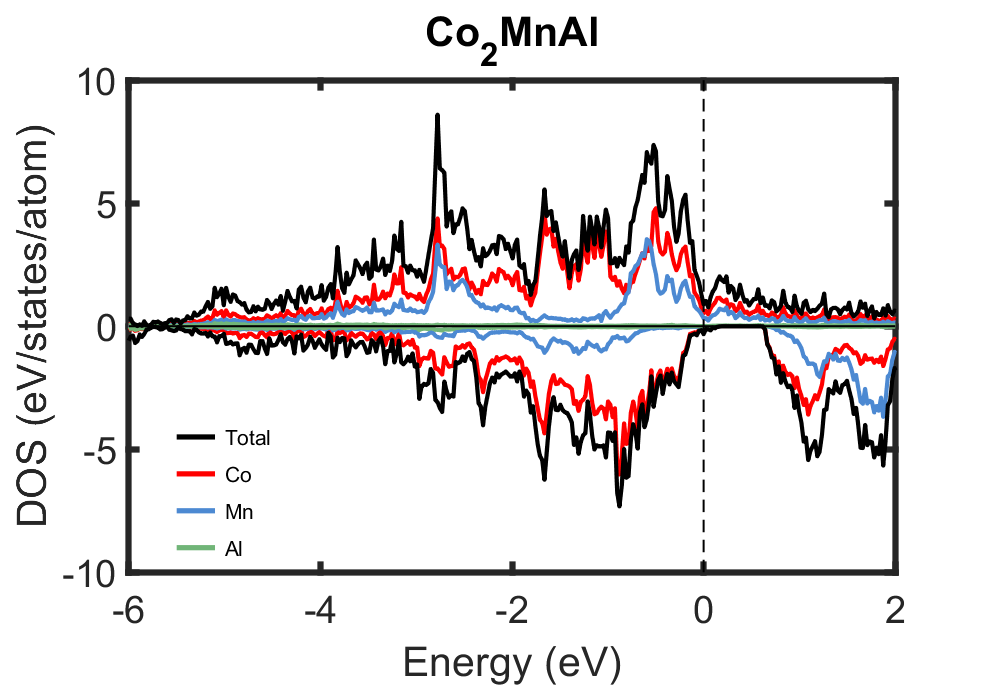 Co2MnAl
DOS (eV/states/atom)
10
5
0
-5
-10
Total
Co
Mn
Al
-6 -4 -2 0 2
Energy (eV)